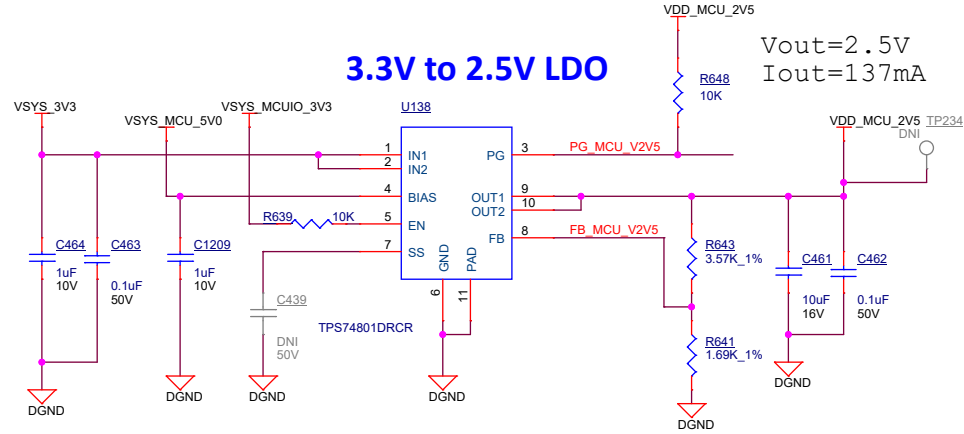 VDD_MCU_2V5
Vout=2.5V
Iout=137mA
3.3V to 2.5V LDO
R648
10K
VSYS_3V3
VSYS_MCUIO_3V3
U138
VSYS_MCU_5V0
VDD_MCU_2V5
TP234
DNI
1
IN1
2
IN2
PG
3
PG_MCU_V2V5
4
BIAS
OUT1
9
OUT2
10
R639
10K
5
EN
FB
8
FB_MCU_V2V5
7
SS
GND
PAD
6
11
C464
1uF
10V
C463
0.1uF
50V
C1209
1uF
10V
C439
DNI
50V
TPS74801DRCR
R643
3.57K_1%
C461
10uF
16V
C462
0.1uF
50V
R641
1.69K_1%
DGND
DGND
DGND
DGND
DGND
DGND